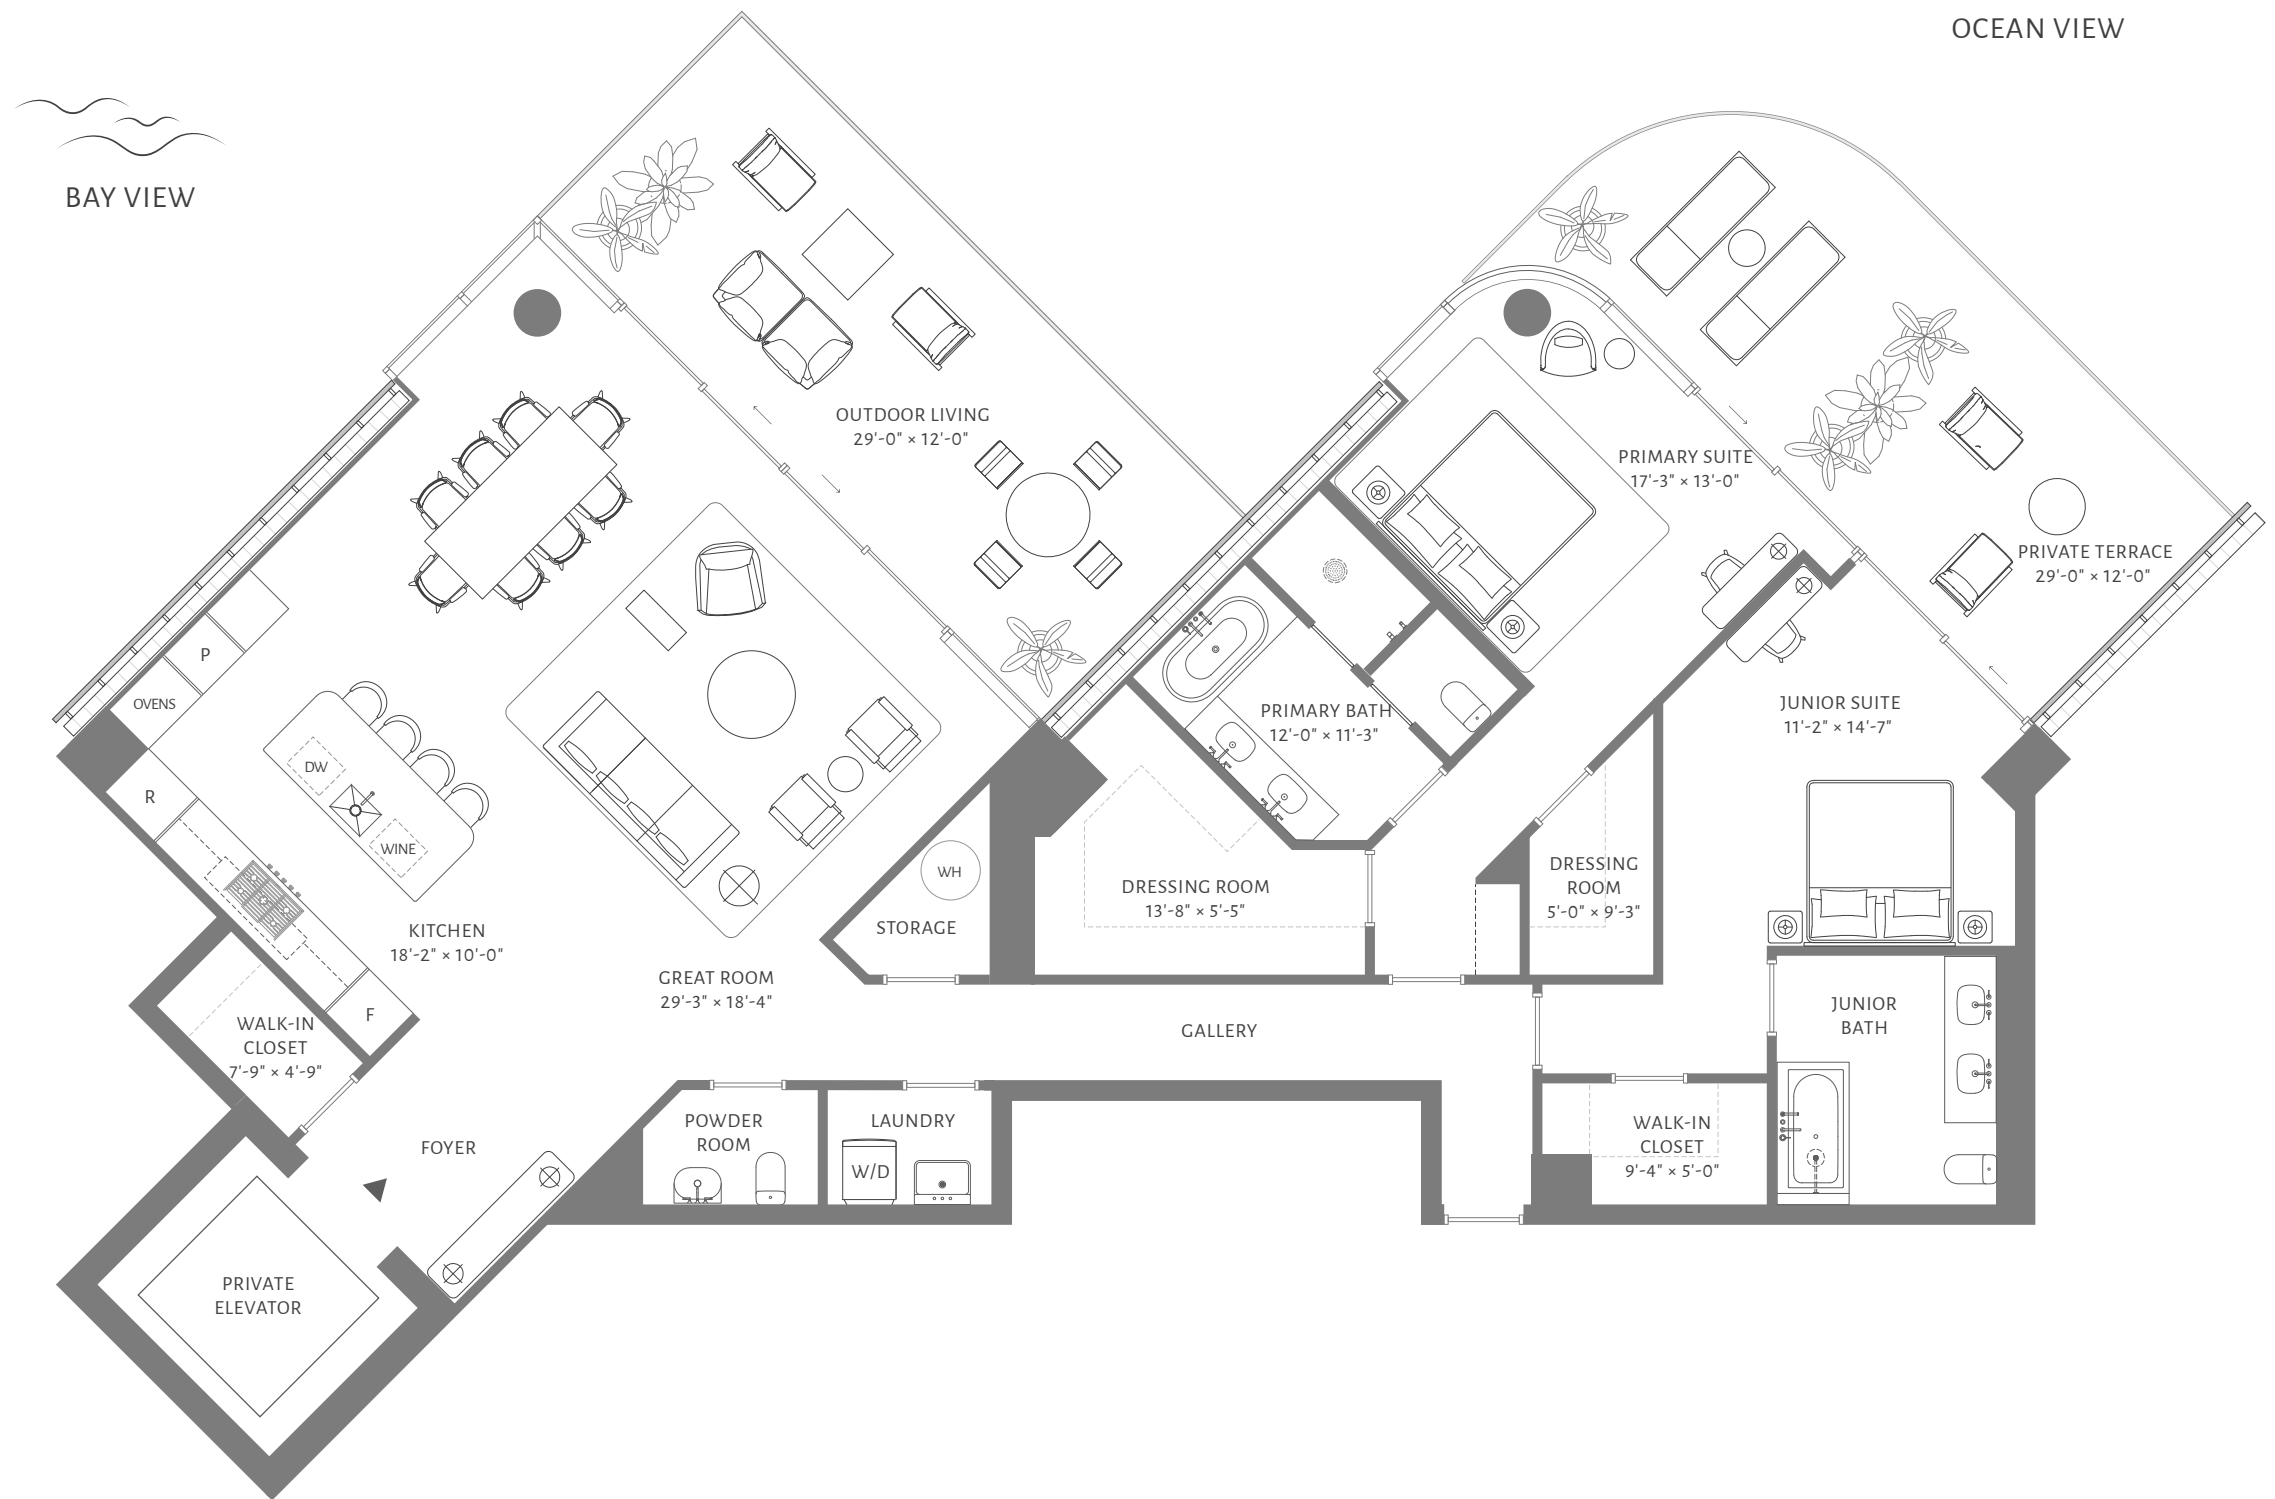 OCEAN VIEW
BAY VIEW
OUTDOOR LIVING
29'-0" × 12'-0"
PRIMARY SUITE
17'-3" × 13'-0"
PRIVATE TERRACE
29'-0" × 12'-0"
P
OVENS
PRIMARY BATH
12'-0" × 11'-3"
JUNIOR SUITE
11'-2" × 14'-7"
DW
R
WINE
WH
DRESSING ROOM
13'-8" × 5'-5"
DRESSING
ROOM
5'-0" × 9'-3"
KITCHEN
18'-2" × 10'-0"
STORAGE
GREAT ROOM
29'-3" × 18'-4"
F
WALK-IN
CLOSET
7'-9" × 4'-9"
GALLERY
JUNIOR
BATH
FOYER
POWDER
ROOM
LAUNDRY
W/D
WALK-IN
CLOSET
9'-4" × 5'-0"
PRIVATE
ELEVATOR